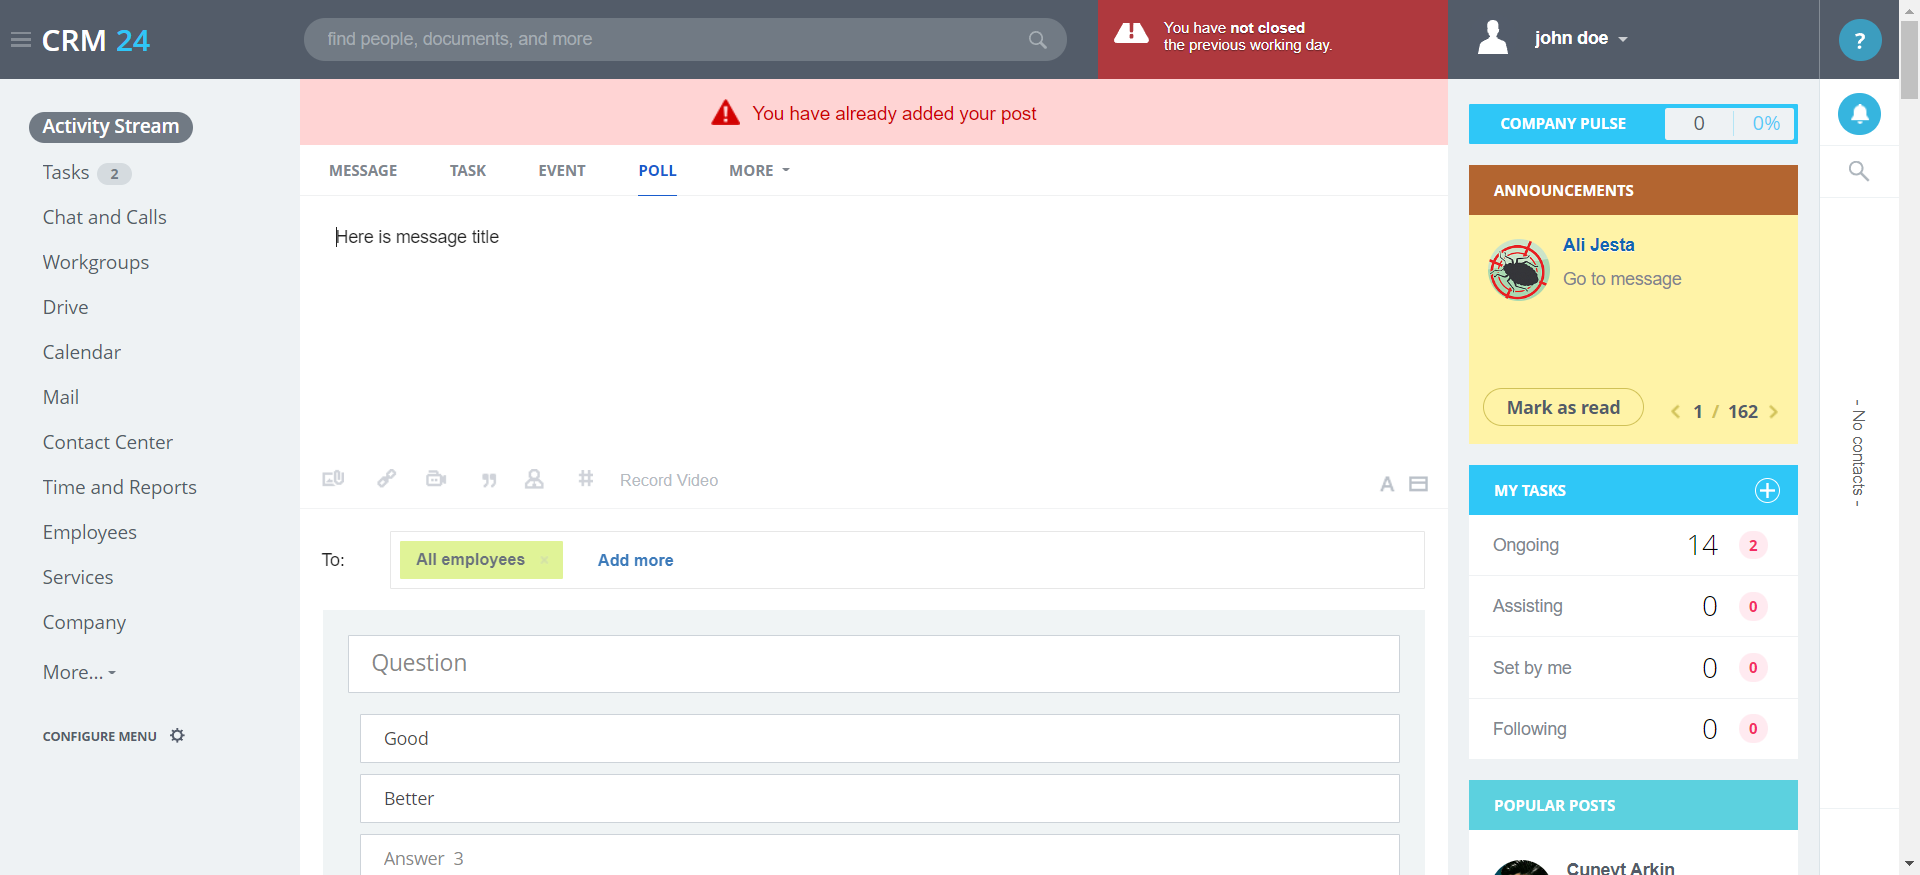 CRM 24
find people, documents, and more
You have not closed
the previous working day.
john doe
?
Activity Stream
Tasks 2
Chat and Calls
Workgroups
Drive
Calendar
Mail
Contact Center
Time and Reports
Employees
Services
Company
More...
CONFIGURE MENU
You have already added your post
MESSAGE TASK EVENT POLL MORE
Here is message title
Record Video
A
To: All employees × Add more
Question
Good
Better
Answer 3
COMPANY PULSE 0 0%
ANNOUNCEMENTS
Ali Jesta
Go to message
Mark as read 1 / 162
MY TASKS
Ongoing 14 2
Assisting 0 0
Set by me 0 0
Following 0 0
POPULAR POSTS
Cuneyt Arkin
- No contacts -